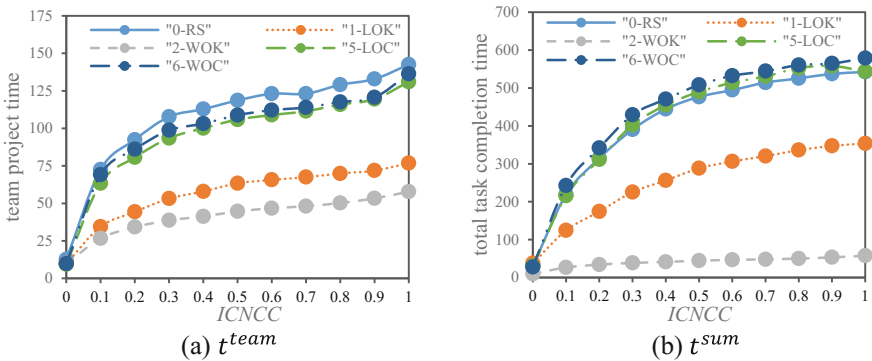 175
150
125
100
75
50
25
0
team project time
"0-RS"
"1-LOK"
"2-WOK"
"5-LOC"
"6-WOC"
0 0.1 0.2 0.3 0.4 0.5 0.6 0.7 0.8 0.9 1
ICNCC
(a) t^team
700
600
500
400
300
200
100
0
total task completion time
"0-RS"
"1-LOK"
"2-WOK"
"5-LOC"
"6-WOC"
0 0.1 0.2 0.3 0.4 0.5 0.6 0.7 0.8 0.9 1
ICNCC
(b) t^sum